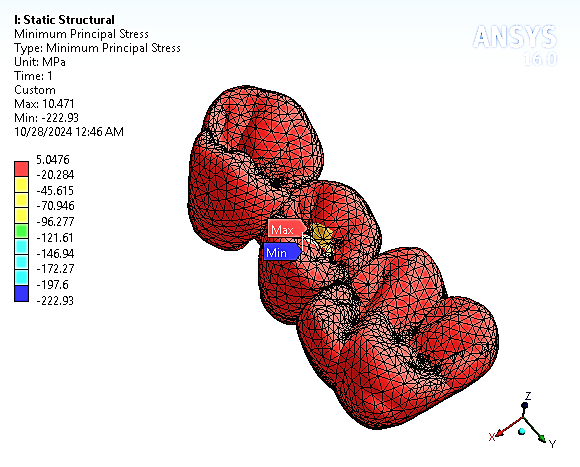 I: Static Structural
Minimum Principal Stress
Type: Minimum Principal Stress
Unit: MPa
Time: 1
Custom
Max: 10.471
Min: -222.93
10/28/2024 12:46 AM
ANSYS
16.0
5.0476
-20.284
-45.615
-70.946
-96.277
-121.61
-146.94
-172.27
-197.6
-222.93
Max
Min
Z
X
Y